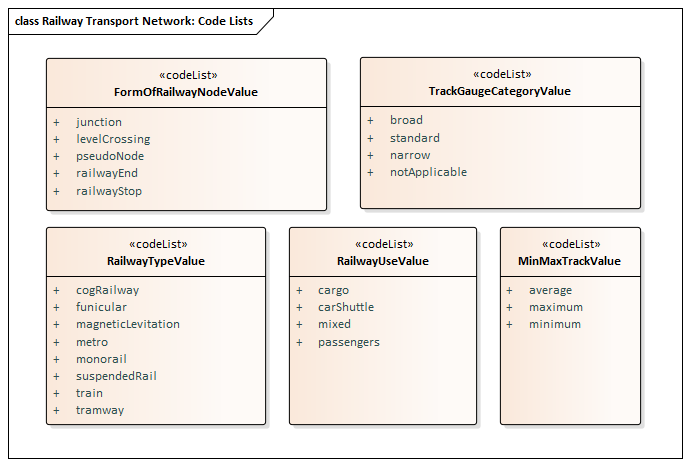 class Railway Transport Network: Code Lists
«codeList»
FormOfRailwayNodeValue
+ junction
+ levelCrossing
+ pseudoNode
+ railwayEnd
+ railwayStop
«codeList»
TrackGaugeCategoryValue
+ broad
+ standard
+ narrow
+ notApplicable
«codeList»
RailwayTypeValue
+ cogRailway
+ funicular
+ magneticLevitation
+ metro
+ monorail
+ suspendedRail
+ train
+ tramway
«codeList»
RailwayUseValue
+ cargo
+ carShuttle
+ mixed
+ passengers
«codeList»
MinMaxTrackValue
+ average
+ maximum
+ minimum